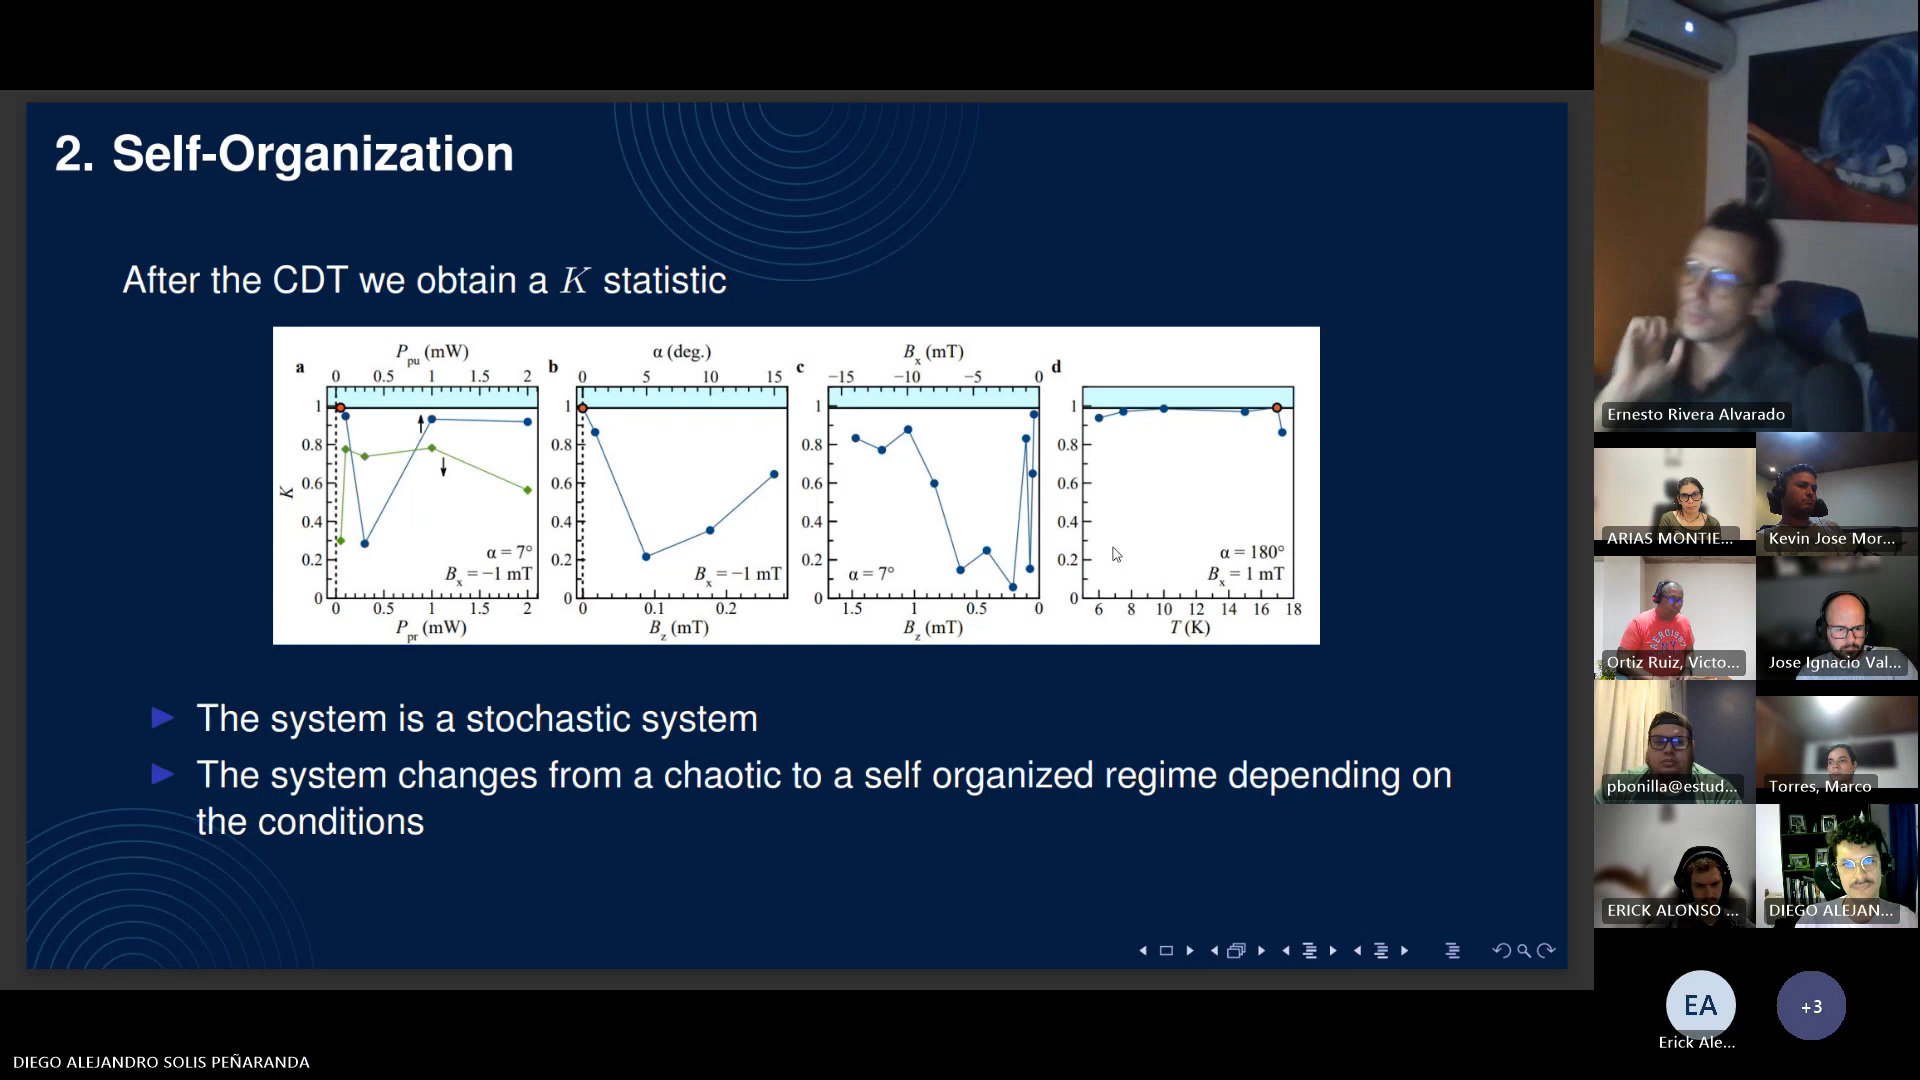 2. Self-Organization
After the CDT we obtain a K statistic
a
P_pu (mW)
0 0.5 1 1.5 2
K
1
0.8
0.6
0.4
0.2
0
α = 7°
B_x = −1 mT
0 0.5 1 1.5 2
P_pr (mW)
b
α (deg.)
0 5 10 15
1
0.8
0.6
0.4
0.2
0
B_x = −1 mT
0 0.1 0.2
B_z (mT)
c
B_x (mT)
−15 −10 −5 0
1
0.8
0.6
0.4
0.2
0
α = 7°
1.5 1 0.5 0
B_z (mT)
d
1
0.8
0.6
0.4
0.2
0
α = 180°
B_x = 1 mT
6 8 10 12 14 16 18
T (K)
The system is a stochastic system
The system changes from a chaotic to a self organized regime depending on
the conditions
Ernesto Rivera Alvarado
ARIAS MONTIE...
Kevin Jose Mor...
Ortiz Ruiz, Victo...
Jose Ignacio Val...
pbonilla@estud...
Torres, Marco
ERICK ALONSO ...
DIEGO ALEJAN...
EA
Erick Ale...
+3
DIEGO ALEJANDRO SOLIS PEÑARANDA